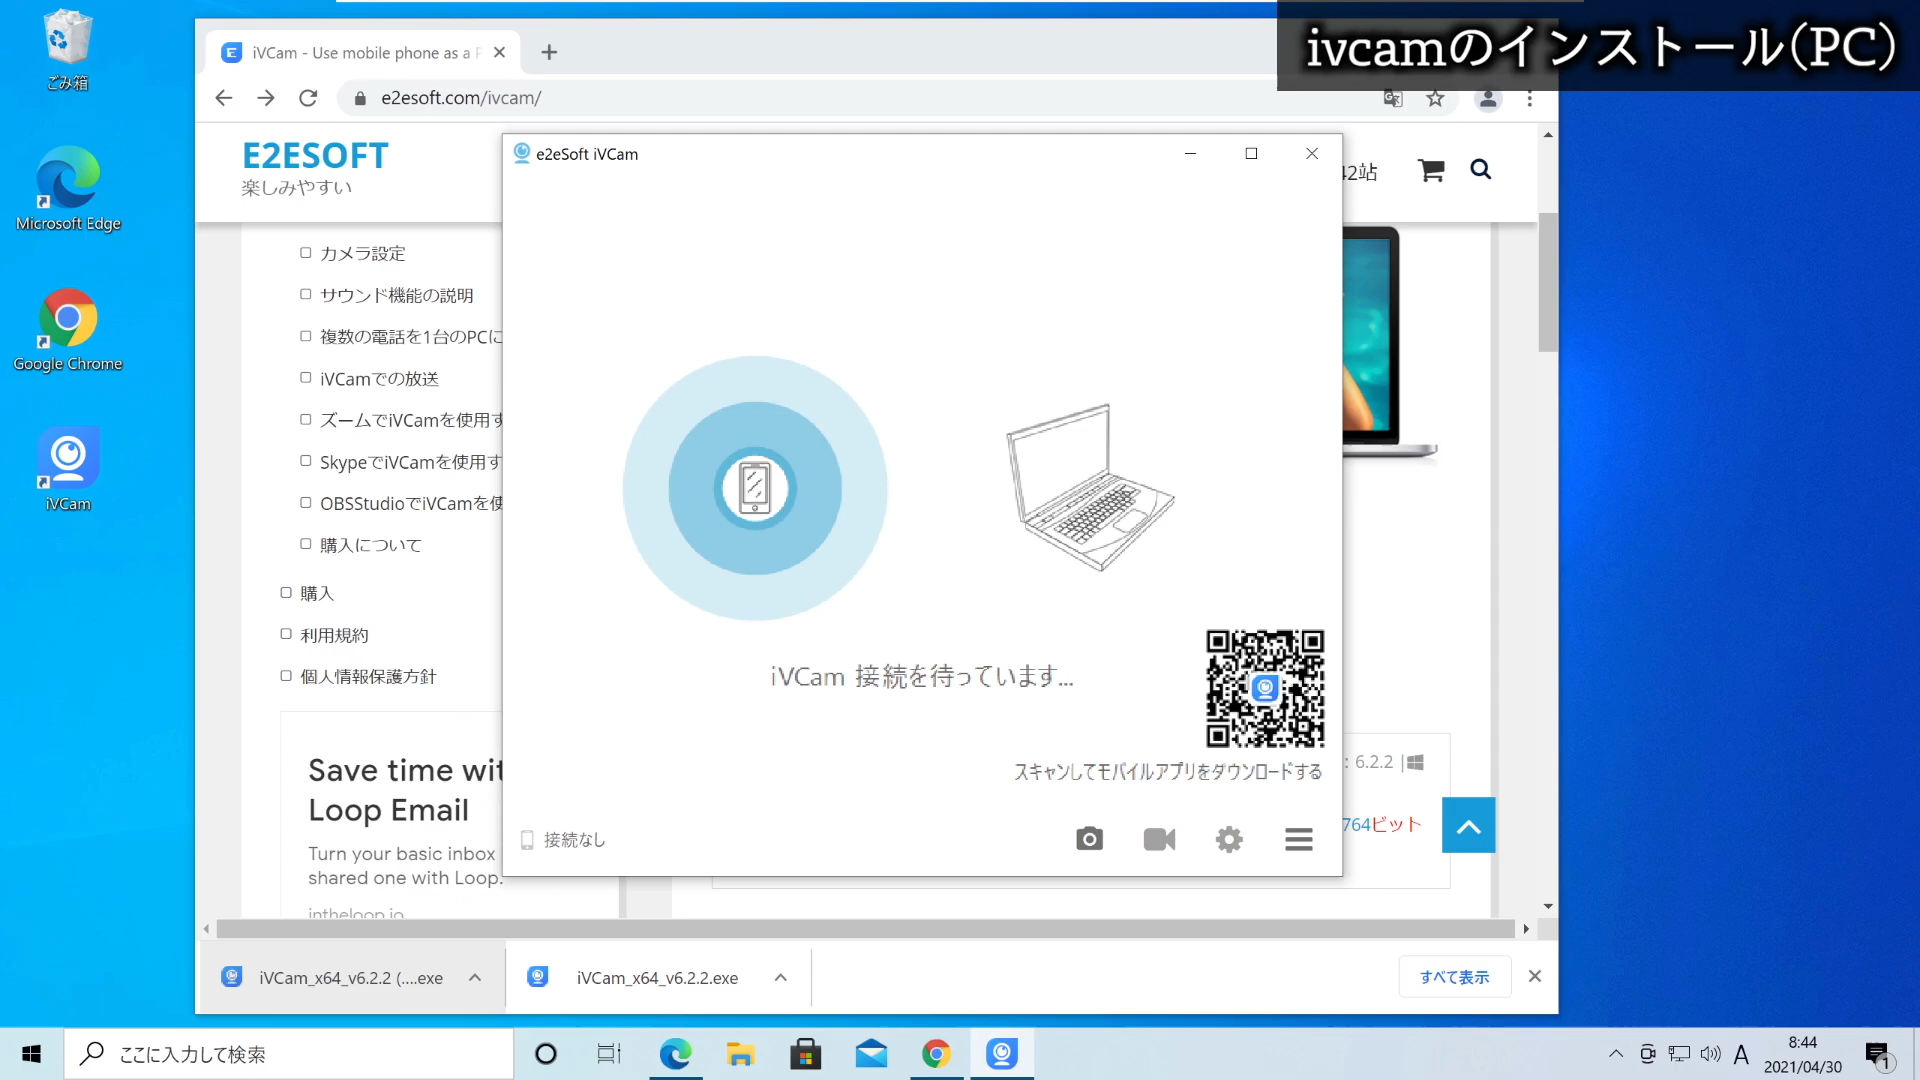 ivcamのインストール(PC)
ごみ箱
Microsoft Edge
Google Chrome
iVCam
iVCam - Use mobile phone as a P
e2esoft.com/ivcam/
E2ESOFT
楽しみやすい
42站
カメラ設定
サウンド機能の説明
複数の電話を1台のPCに
iVCamでの放送
ズームでiVCamを使用す
SkypeでiVCamを使用す
OBSStudioでiVCamを使
購入について
購入
利用規約
個人情報保護方針
Save time wit
Loop Email
Turn your basic inbox
shared one with Loop.
intheloop.io
e2eSoft iVCam
iVCam 接続を待っています...
スキャンしてモバイルアプリをダウンロードする
接続なし
: 6.2.2 |
764ビット
iVCam_x64_v6.2.2 (....exe
iVCam_x64_v6.2.2.exe
すべて表示
ここに入力して検索
A
8:44
2021/04/30
1